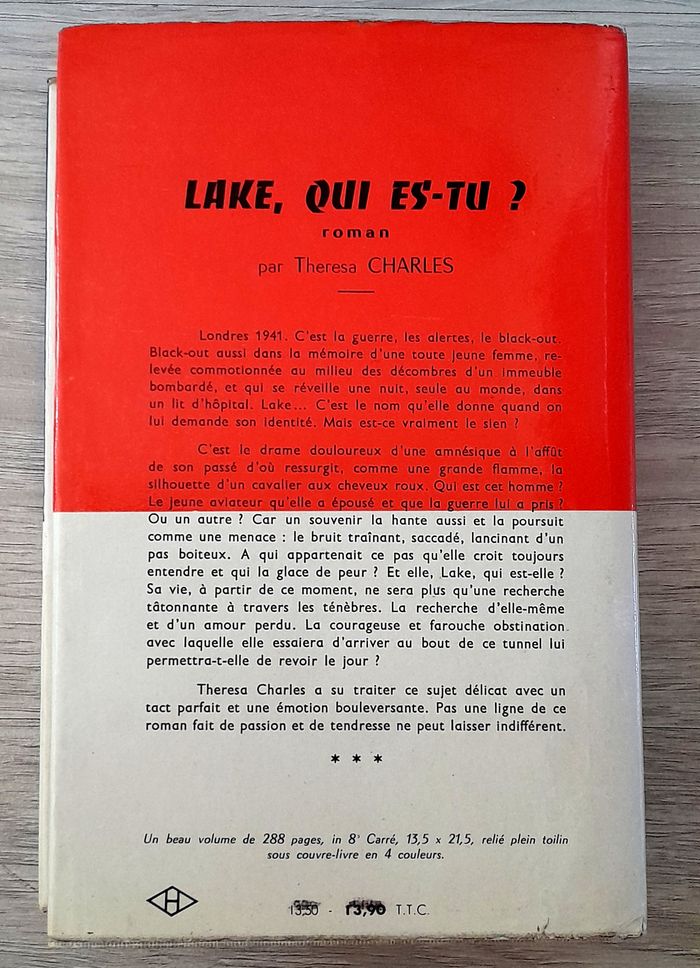 LAKE, QUI ES-TU ?
roman
par Theresa CHARLES
Londres 1941. C'est la guerre, les alertes, le black-out.
Black-out aussi dans la mémoire d'une toute jeune femme, re-
levée commotionnée au milieu des décombres d'un immeuble
bombardé, et qui se réveille une nuit, seule au monde, dans
un lit d'hôpital. Lake... C'est le nom qu'elle donne quand on
lui demande son identité. Mais est-ce vraiment le sien ?
C'est le drame douloureux d'une amnésique à l'affût
de son passé d'où ressurgit, comme une grande flamme, la
silhouette d'un cavalier aux cheveux roux. Qui est cet homme ?
Le jeune aviateur qu'elle a épousé et que la guerre lui a pris ?
Ou un autre ? Car un souvenir la hante aussi et la poursuit
comme une menace : le bruit traînant, saccadé, lancinant d'un
pas boiteux. A qui appartenait ce pas qu'elle croit toujours
entendre et qui la glace de peur ? Et elle, Lake, qui est-elle ?
Sa vie, à partir de ce moment, ne sera plus qu'une recherche
tâtonnante à travers les ténèbres. La recherche d'elle-même
et d'un amour perdu. La courageuse et farouche obstination
avec laquelle elle essaiera d'arriver au bout de ce tunnel lui
permettra-t-elle de revoir le jour ?
Theresa Charles a su traiter ce sujet délicat avec un
tact parfait et une émotion bouleversante. Pas une ligne de ce
roman fait de passion et de tendresse ne peut laisser indifférent.
* * *
Un beau volume de 288 pages, in 8° Carré, 13,5 x 21,5, relié plein toilin
sous couvre-livre en 4 couleurs.
H
13,50 - 13,90 T.T.C.